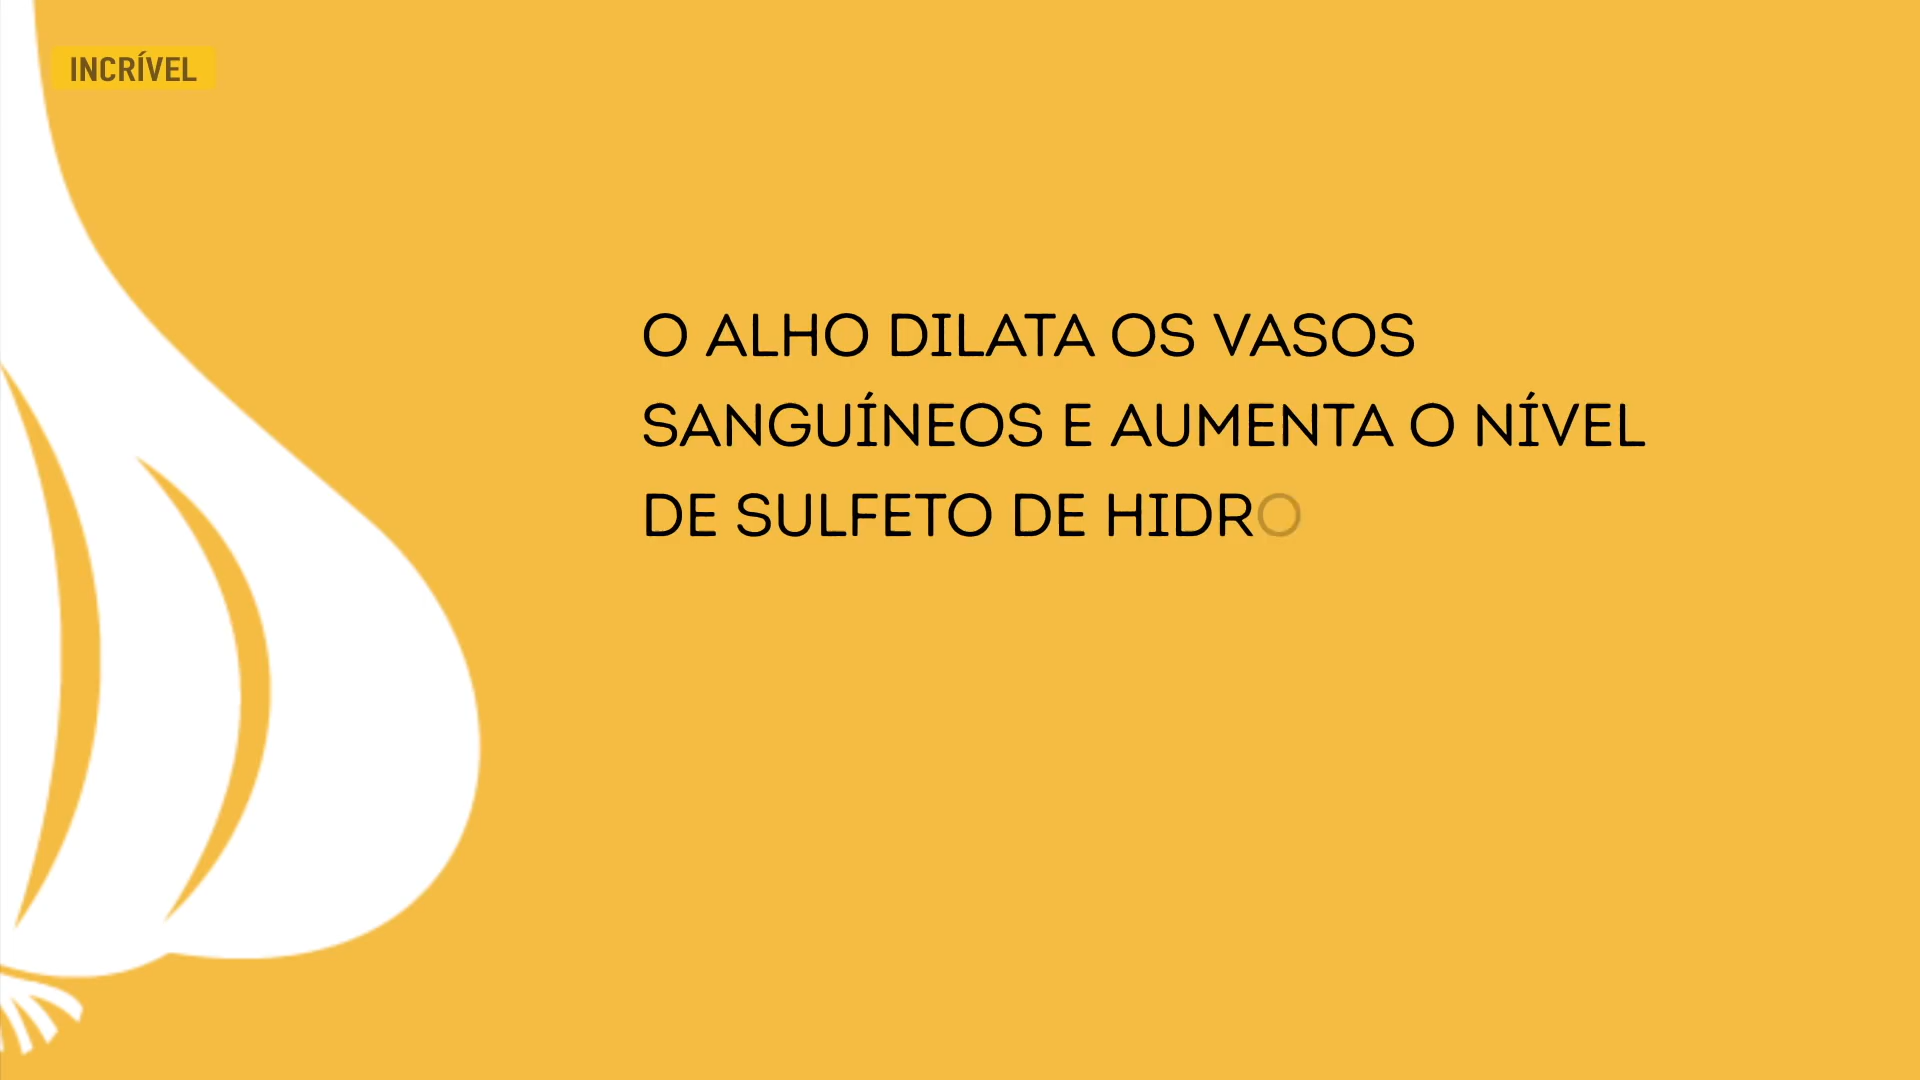 INCRÍVEL
O ALHO DILATA OS VASOS
SANGUÍNEOS E AUMENTA O NÍVEL
DE SULFETO DE HIDRO